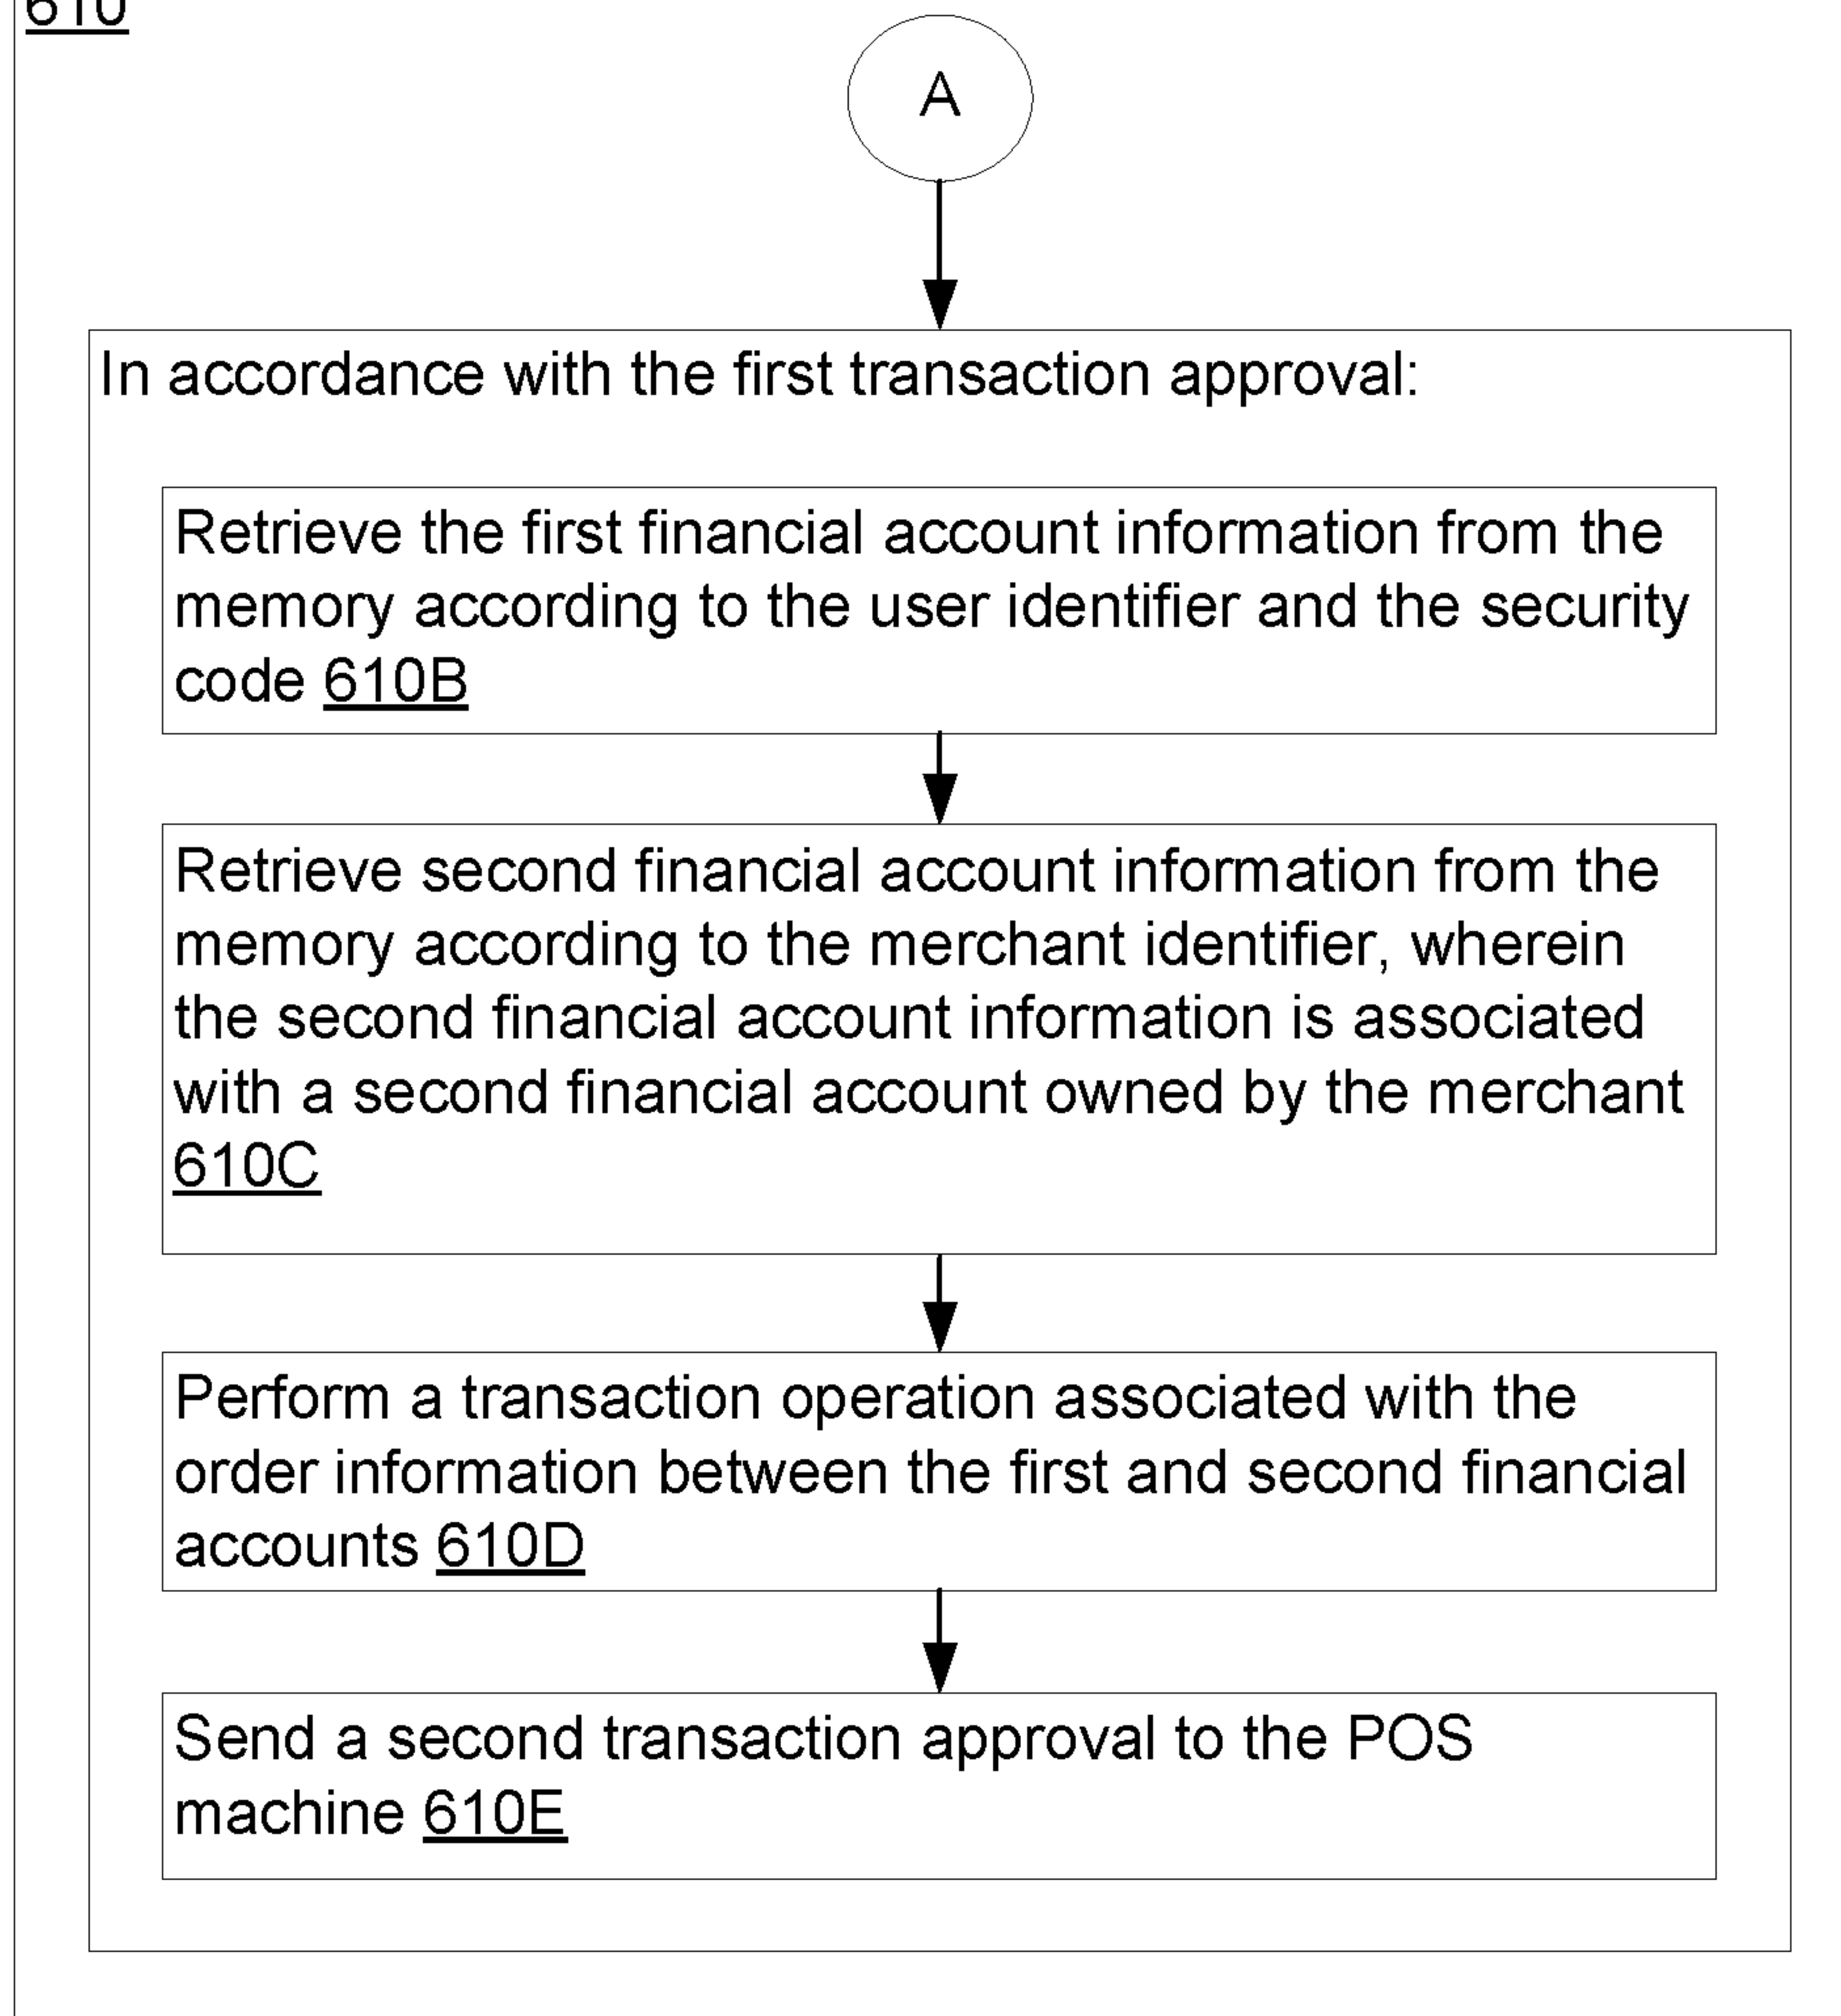 610
A
In accordance with the first transaction approval:
Retrieve the first financial account information from the
memory according to the user identifier and the security
code 610B
Retrieve second financial account information from the
memory according to the merchant identifier, wherein
the second financial account information is associated
with a second financial account owned by the merchant
610C
Perform a transaction operation associated with the
order information between the first and second financial
accounts 610D
Send a second transaction approval to the POS
machine 610E